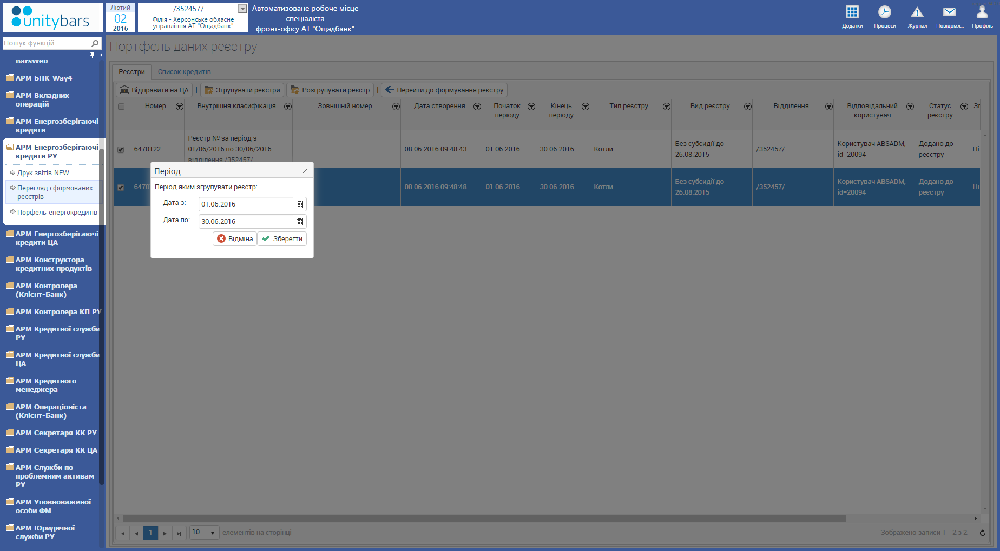 unitybars
Лютий
02
2016
/352457/
Філія - Херсонське обласне
управління АТ "Ощадбанк"
Автоматизоване робоче місце
спеціаліста
фронт-офісу АТ "Ощадбанк"
Додатки
Процеси
Журнал
Повідомл...
Профіль
Пошук функцій
BarsWeb
АРМ БПК-Way4
АРМ Вкладних
операцій
АРМ Енергозберігаючі
кредити
АРМ Енергозберігаючі
кредити РУ
Друк звітів NEW
Перегляд сформованих
реєстрів
Порфель енергокредитів
АРМ Енергозберігаючі
кредити ЦА
АРМ Конструктора
кредитних продуктів
АРМ Контролера
(Клієнт-Банк)
АРМ Контролера КП РУ
АРМ Кредитної служби
РУ
АРМ Кредитної служби
ЦА
АРМ Кредитного
менеджера
АРМ Операціоніста
(Клієнт-Банк)
АРМ Секретаря КК РУ
АРМ Секретаря КК ЦА
АРМ Служби по
проблемним активам
РУ
АРМ Уповноваженої
особи ФМ
АРМ Юридичної
служби РУ
Портфель даних реєстру
Реєстри Список кредитів
Відправити на ЦА | Згрупувати реєстри Розгрупувати реєстр | Перейти до формування реєстру
Номер Внутрішня класифікація Зовнішній номер Дата створення Початок періоду Кінець періоду Тип реєстру Вид реєстру Відділення Відповідальний користувач Статус реєстру Зг
6470122 Реєстр № за період з 01/06/2016 по 30/06/2016 відділення /352457/ 08.06.2016 09:48:43 01.06.2016 30.06.2016 Котли Без субсидії до 26.08.2015 /352457/ Користувач ABSADM, id=20094 Додано до реєстру Ні
6470 08.06.2016 09:48:48 01.06.2016 30.06.2016 Котли Без субсидії до 26.08.2015 /352457/ Користувач ABSADM, id=20094 Додано до реєстру Ні
Період
Період яким згрупувати реєстр:
Дата з: 01.06.2016
Дата по: 30.06.2016
Відміна Зберегти
1 10 елементів на сторінці
Зображено записи 1 - 2 з 2